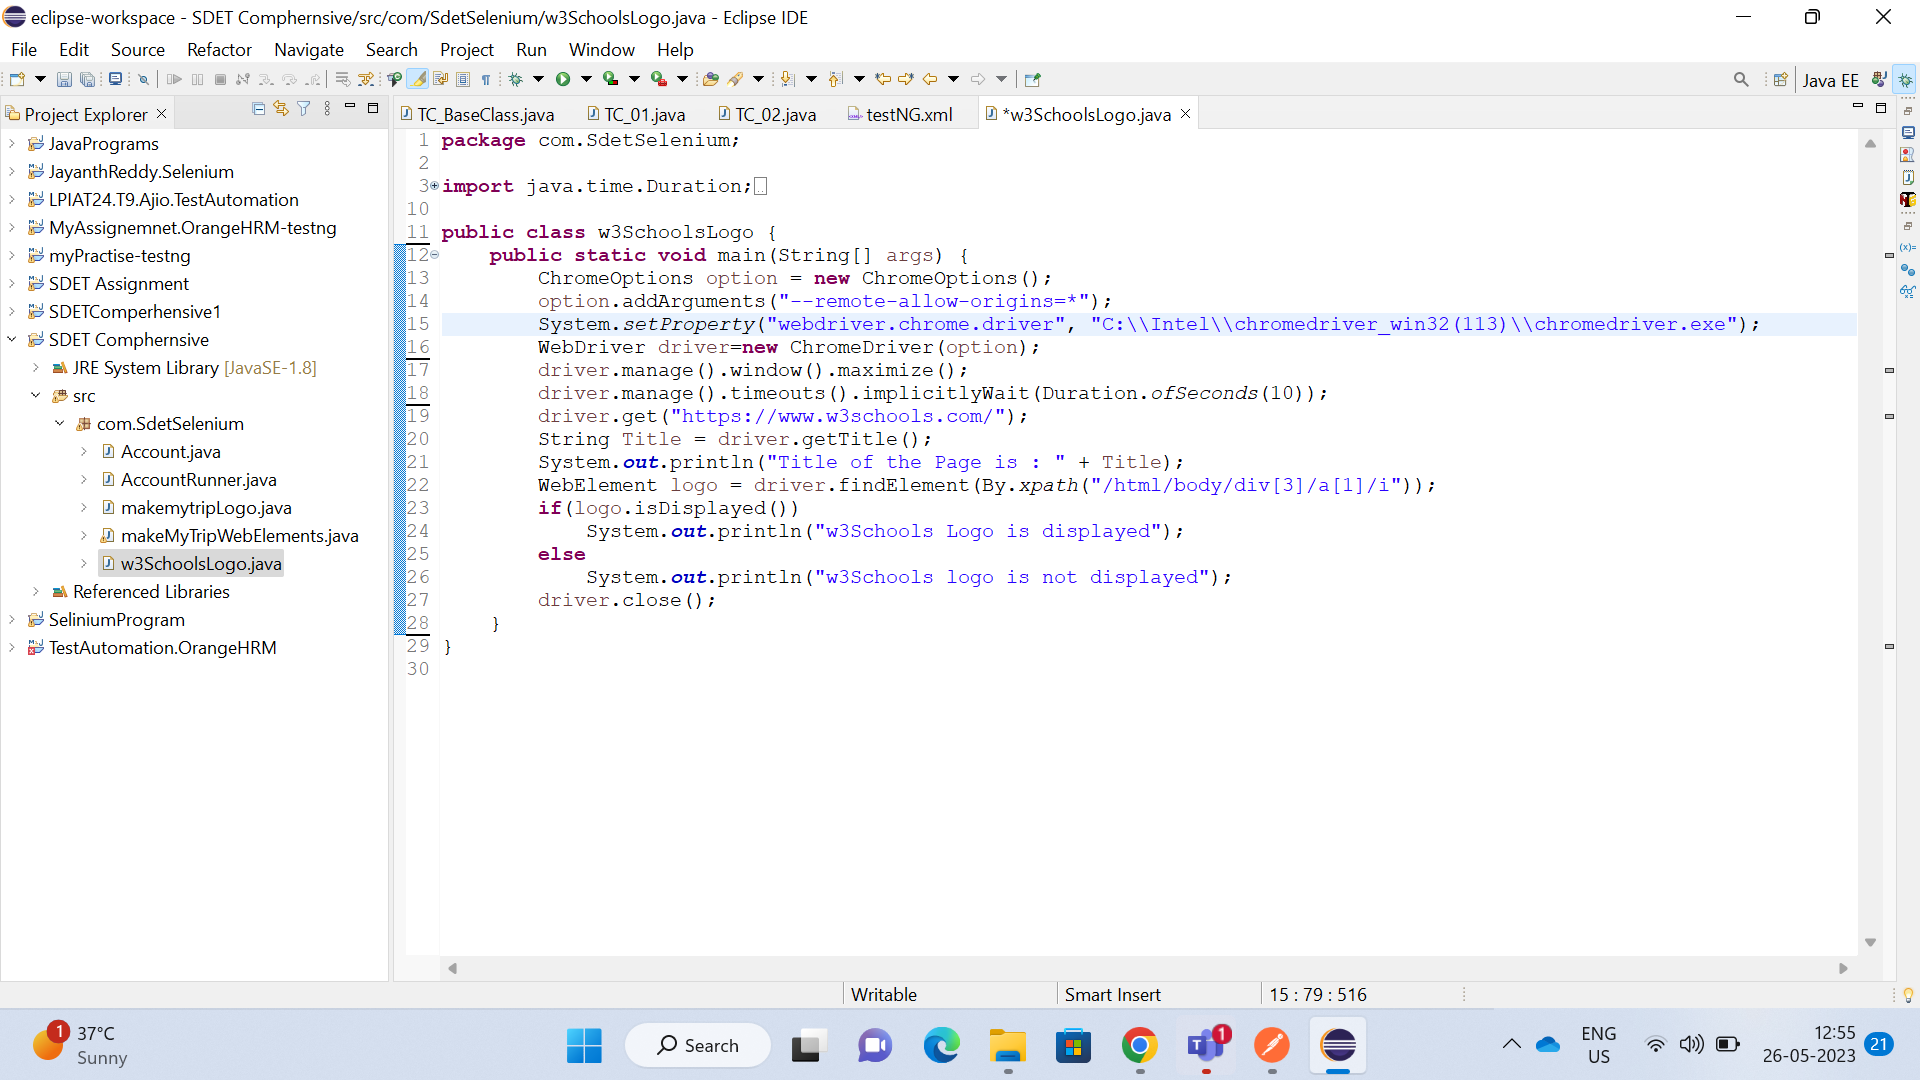 eclipse-workspace - SDET Comphernsive/src/com/SdetSelenium/w3SchoolsLogo.java - Eclipse IDE
File Edit Source Refactor Navigate Search Project Run Window Help
Java EE
Project Explorer
TC_BaseClass.java TC_01.java TC_02.java testNG.xml *w3SchoolsLogo.java
JavaPrograms
JayanthReddy.Selenium
LPIAT24.T9.Ajio.TestAutomation
MyAssignemnet.OrangeHRM-testng
myPractise-testng
SDET Assignment
SDETComperhensive1
SDET Comphernsive
JRE System Library [JavaSE-1.8]
src
com.SdetSelenium
Account.java
AccountRunner.java
makemytripLogo.java
makeMyTripWebElements.java
w3SchoolsLogo.java
Referenced Libraries
SeliniumProgram
TestAutomation.OrangeHRM
1 package com.SdetSelenium;
2
3 import java.time.Duration;
10
11 public class w3SchoolsLogo {
12 public static void main(String[] args) {
13 ChromeOptions option = new ChromeOptions();
14 option.addArguments("--remote-allow-origins=*");
15 System.setProperty("webdriver.chrome.driver", "C:\\Intel\\chromedriver_win32(113)\\chromedriver.exe");
16 WebDriver driver=new ChromeDriver(option);
17 driver.manage().window().maximize();
18 driver.manage().timeouts().implicitlyWait(Duration.ofSeconds(10));
19 driver.get("https://www.w3schools.com/");
20 String Title = driver.getTitle();
21 System.out.println("Title of the Page is : " + Title);
22 WebElement logo = driver.findElement(By.xpath("/html/body/div[3]/a[1]/i"));
23 if(logo.isDisplayed())
24 System.out.println("w3Schools Logo is displayed");
25 else
26 System.out.println("w3Schools logo is not displayed");
27 driver.close();
28 }
29 }
30
Writable Smart Insert 15 : 79 : 516
1 37°C
Sunny
Search
1
ENG
US
12:55
26-05-2023
21